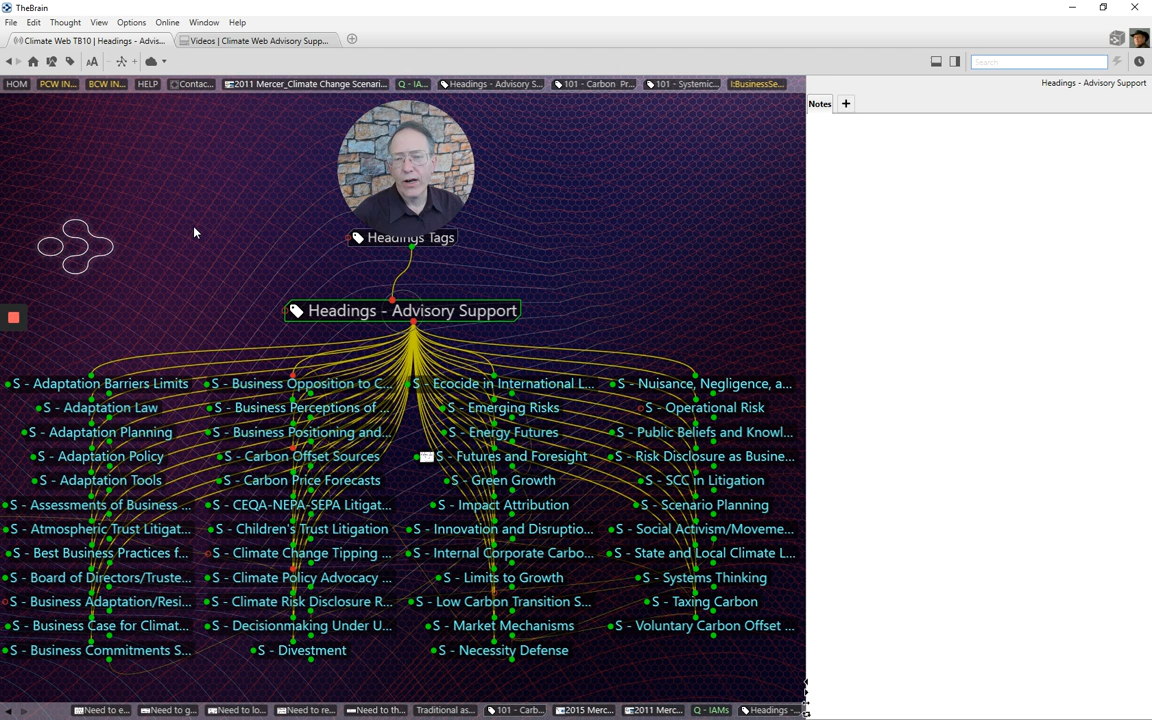 TheBrain
File Edit Thought View Options Online Window Help
Climate Web TB10 | Headings - Advis...
Videos | Climate Web Advisory Supp...
Search
HOM PCW IN... BCW IN... HELP Contac... 2011 Mercer_Climate Change Scenari... Q - IA... Headings - Advisory S... 101 - Carbon Pr... 101 - Systemic... I:BusinessSe...
Headings - Advisory Support
Notes
Headings Tags
Headings - Advisory Support
S - Adaptation Barriers Limits
S - Adaptation Law
S - Adaptation Planning
S - Adaptation Policy
S - Adaptation Tools
S - Assessments of Business ...
S - Atmospheric Trust Litigat...
S - Best Business Practices f...
S - Board of Directors/Truste...
S - Business Adaptation/Resi...
S - Business Case for Climat...
S - Business Commitments S...
S - Business Opposition to C...
S - Business Perceptions of ...
S - Business Positioning and...
S - Carbon Offset Sources
S - Carbon Price Forecasts
S - CEQA-NEPA-SEPA Litigat...
S - Children's Trust Litigation
S - Climate Change Tipping ...
S - Climate Policy Advocacy ...
S - Climate Risk Disclosure R...
S - Decisionmaking Under U...
S - Divestment
S - Ecocide in International L...
S - Emerging Risks
S - Energy Futures
S - Futures and Foresight
S - Green Growth
S - Impact Attribution
S - Innovation and Disruptio...
S - Internal Corporate Carbo...
S - Limits to Growth
S - Low Carbon Transition S...
S - Market Mechanisms
S - Necessity Defense
S - Nuisance, Negligence, a...
S - Operational Risk
S - Public Beliefs and Knowl...
S - Risk Disclosure as Busine...
S - SCC in Litigation
S - Scenario Planning
S - Social Activism/Moveme...
S - State and Local Climate L...
S - Systems Thinking
S - Taxing Carbon
S - Voluntary Carbon Offset ...
Need to e... Need to g... Need to lo... Need to re... Need to th... Traditional as... 101 - Carb... 2015 Merc... 2011 Merc... Q - IAMs Headings -...